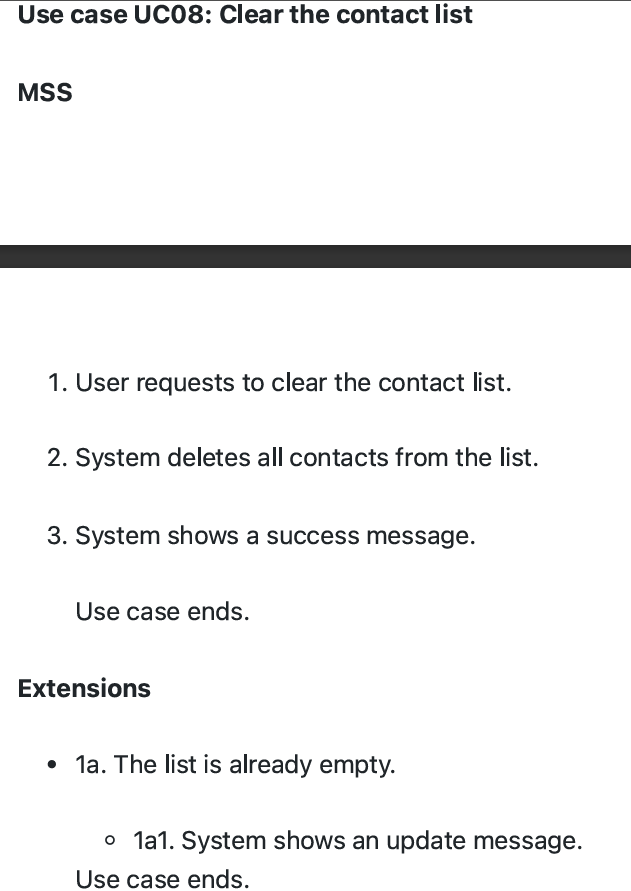 Use case UC08: Clear the contact list
MSS
1. User requests to clear the contact list.
2. System deletes all contacts from the list.
3. System shows a success message.
Use case ends.
Extensions
• 1a. The list is already empty.
○ 1a1. System shows an update message.
Use case ends.